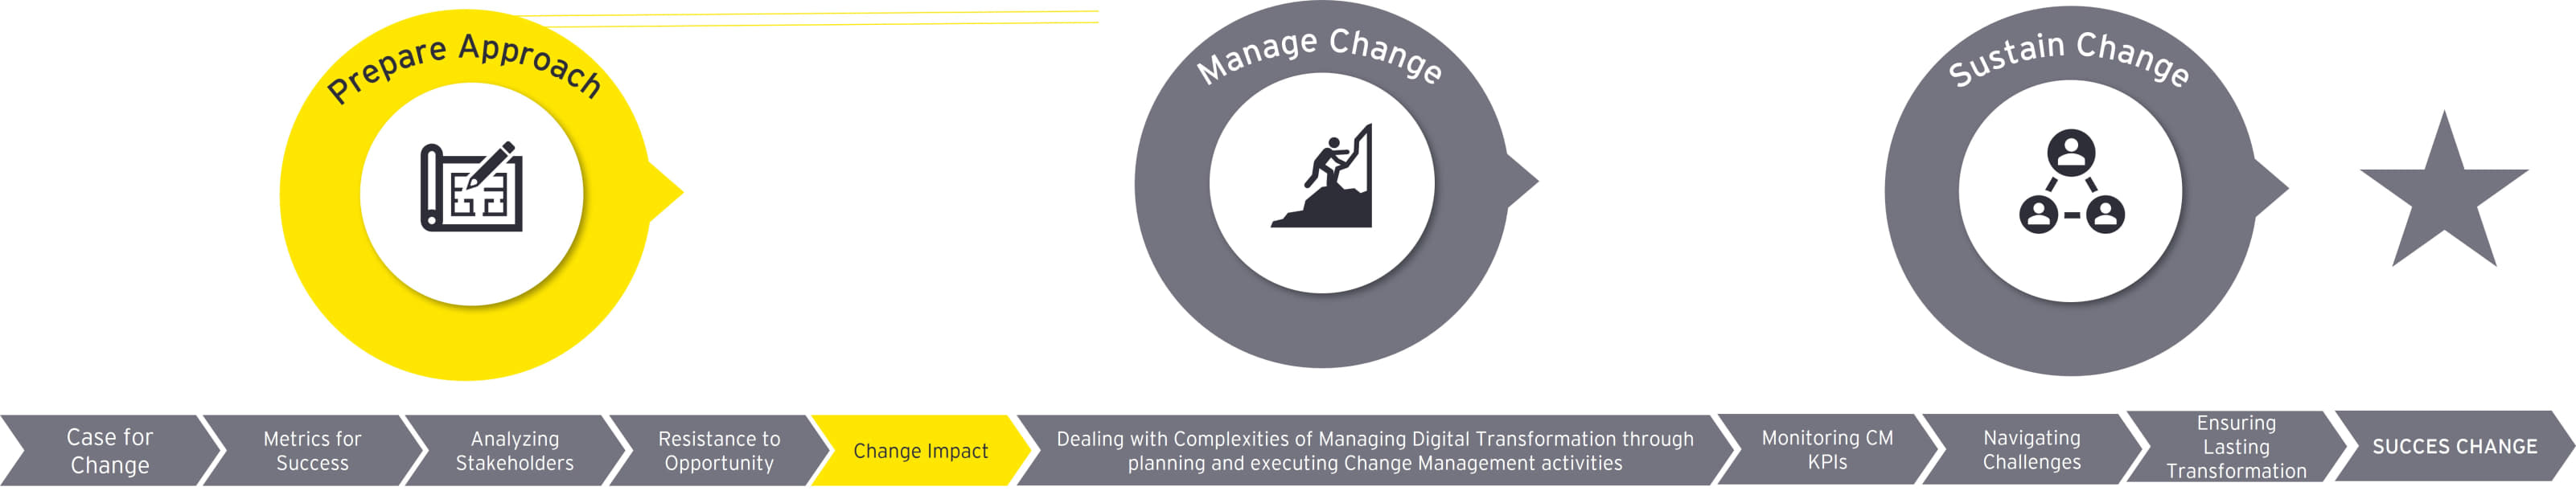 Prepare Approach
Manage Change
Sustain Change
Case for
Change
Metrics for
Success
Analyzing
Stakeholders
Resistance to
Opportunity
Change Impact
Dealing with Complexities of Managing Digital Transformation through
planning and executing Change Management activities
Monitoring CM
KPIs
Navigating
Challenges
Ensuring
Lasting
Transformation
SUCCES CHANGE